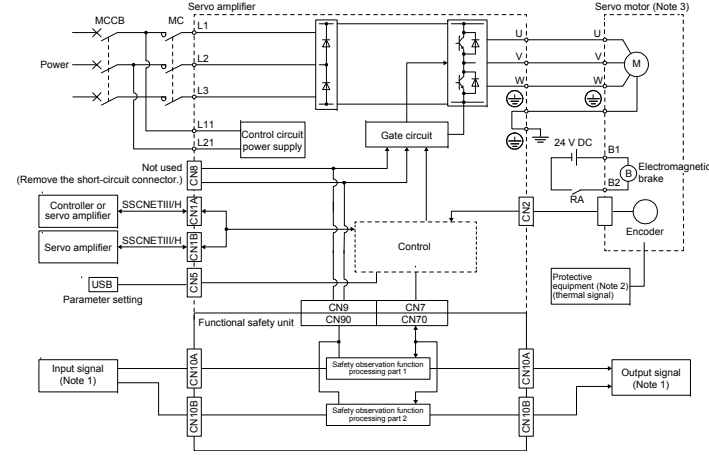 Servo amplifier
Servo motor (Note 3)
MCCB
MC
L1
U
U
Power
L2
V
V
M
L3
W
W
L11
L21
Control circuit
power supply
Gate circuit
24 V DC
B1
B2
B
RA
Electromagnetic
brake
Not used
(Remove the short-circuit connector.)
CN8
Controller or
servo amplifier
SSCNETIII/H
CN1A
CN2
Encoder
Servo amplifier
SSCNETIII/H
CN1B
Control
USB
CN5
Parameter setting
Protective
equipment (Note 2)
(thermal signal)
CN9
CN7
CN90
CN70
Functional safety unit
Input signal
(Note 1)
CN10A
Safety observation function
processing part 1
CN10A
Output signal
(Note 1)
CN10B
Safety observation function
processing part 2
CN10B